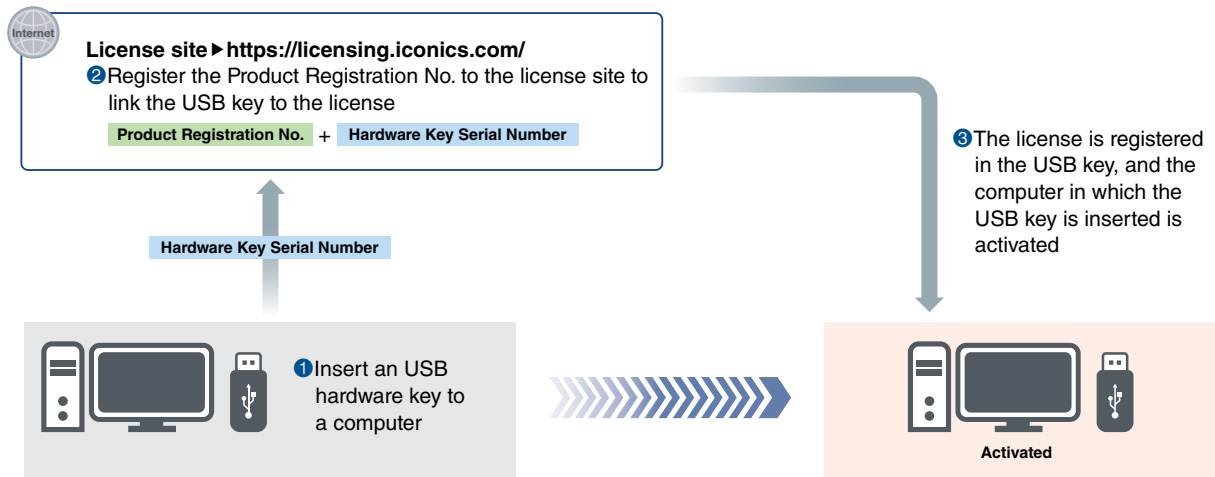 Internet
License site▶https://licensing.iconics.com/
❷Register the Product Registration No. to the license site to
link the USB key to the license
Product Registration No. + Hardware Key Serial Number
Hardware Key Serial Number
❸The license is registered
in the USB key, and the
computer in which the
USB key is inserted is
activated
❶Insert an USB
hardware key to
a computer
Activated